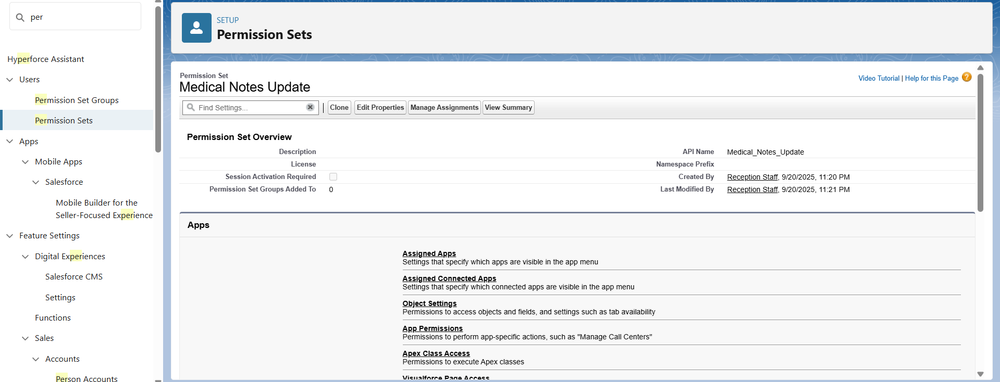 per
Hyperforce Assistant
Users
Permission Set Groups
Permission Sets
Apps
Mobile Apps
Salesforce
Mobile Builder for the
Seller-Focused Experience
Feature Settings
Digital Experiences
Salesforce CMS
Settings
Functions
Sales
Accounts
Person Accounts
SETUP
Permission Sets
Permission Set
Medical Notes Update
Video Tutorial | Help for this Page ?
Find Settings... | Clone Edit Properties Manage Assignments View Summary
Permission Set Overview
Description API Name Medical_Notes_Update
License Namespace Prefix
Session Activation Required Created By Reception Staff, 9/20/2025, 11:20 PM
Permission Set Groups Added To 0 Last Modified By Reception Staff, 9/20/2025, 11:21 PM
Apps
Assigned Apps
Settings that specify which apps are visible in the app menu
Assigned Connected Apps
Settings that specify which connected apps are visible in the app menu
Object Settings
Permissions to access objects and fields, and settings such as tab availability
App Permissions
Permissions to perform app-specific actions, such as "Manage Call Centers"
Apex Class Access
Permissions to execute Apex classes
Visualforce Page Access